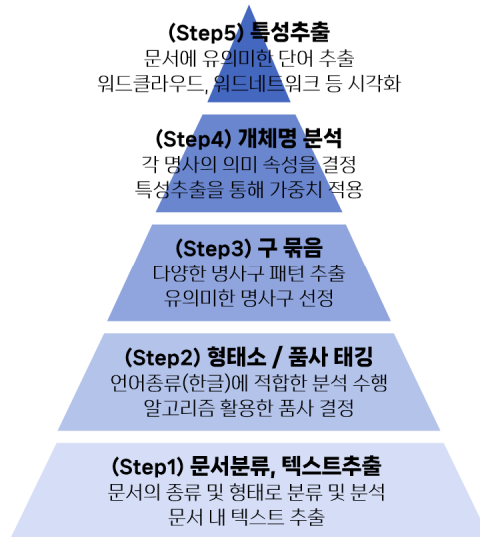 (Step5) 특성추출
문서에 유의미한 단어 추출
워드클라우드, 워드네트워크 등 시각화
(Step4) 개체명 분석
각 명사의 의미 속성을 결정
특성추출을 통해 가중치 적용
(Step3) 구 묶음
다양한 명사구 패턴 추출
유의미한 명사구 선정
(Step2) 형태소 / 품사 태깅
언어종류(한글)에 적합한 분석 수행
알고리즘 활용한 품사 결정
(Step1) 문서분류, 텍스트추출
문서의 종류 및 형태로 분류 및 분석
문서 내 텍스트 추출